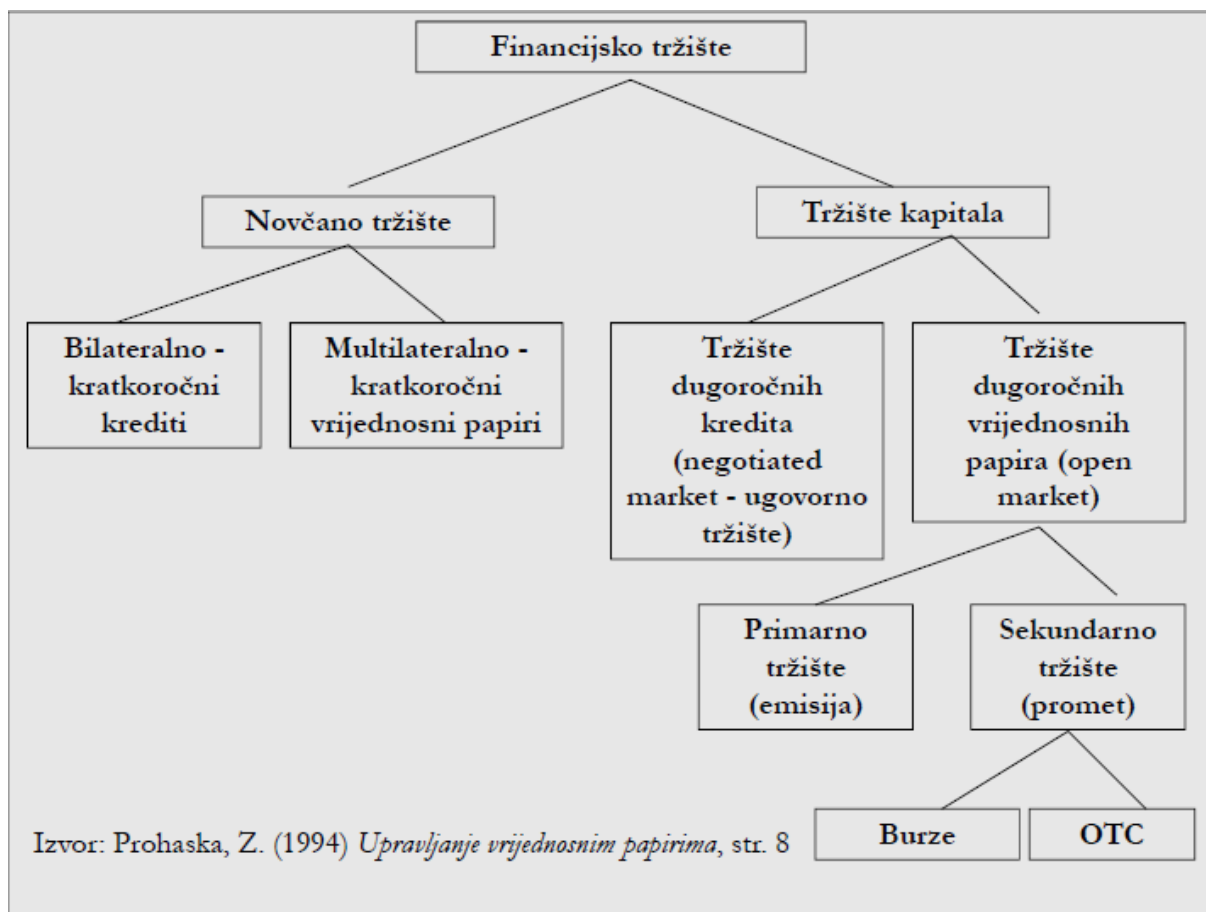 Financijsko tržište
Novčano tržište
Tržište kapitala
Bilateralno -
kratkoročni
krediti
Multilateralno -
kratkoročni
vrijednosni papiri
Tržište
dugoročnih
kredita
(negotiated
market - ugovorno
tržište)
Tržište
dugoročnih
vrijednosnih
papira (open
market)
Primarno
tržište
(emisija)
Sekundarno
tržište
(promet)
Burze
OTC
Izvor: Prohaska, Z. (1994) Upravljanje vrijednosnim papirima, str. 8